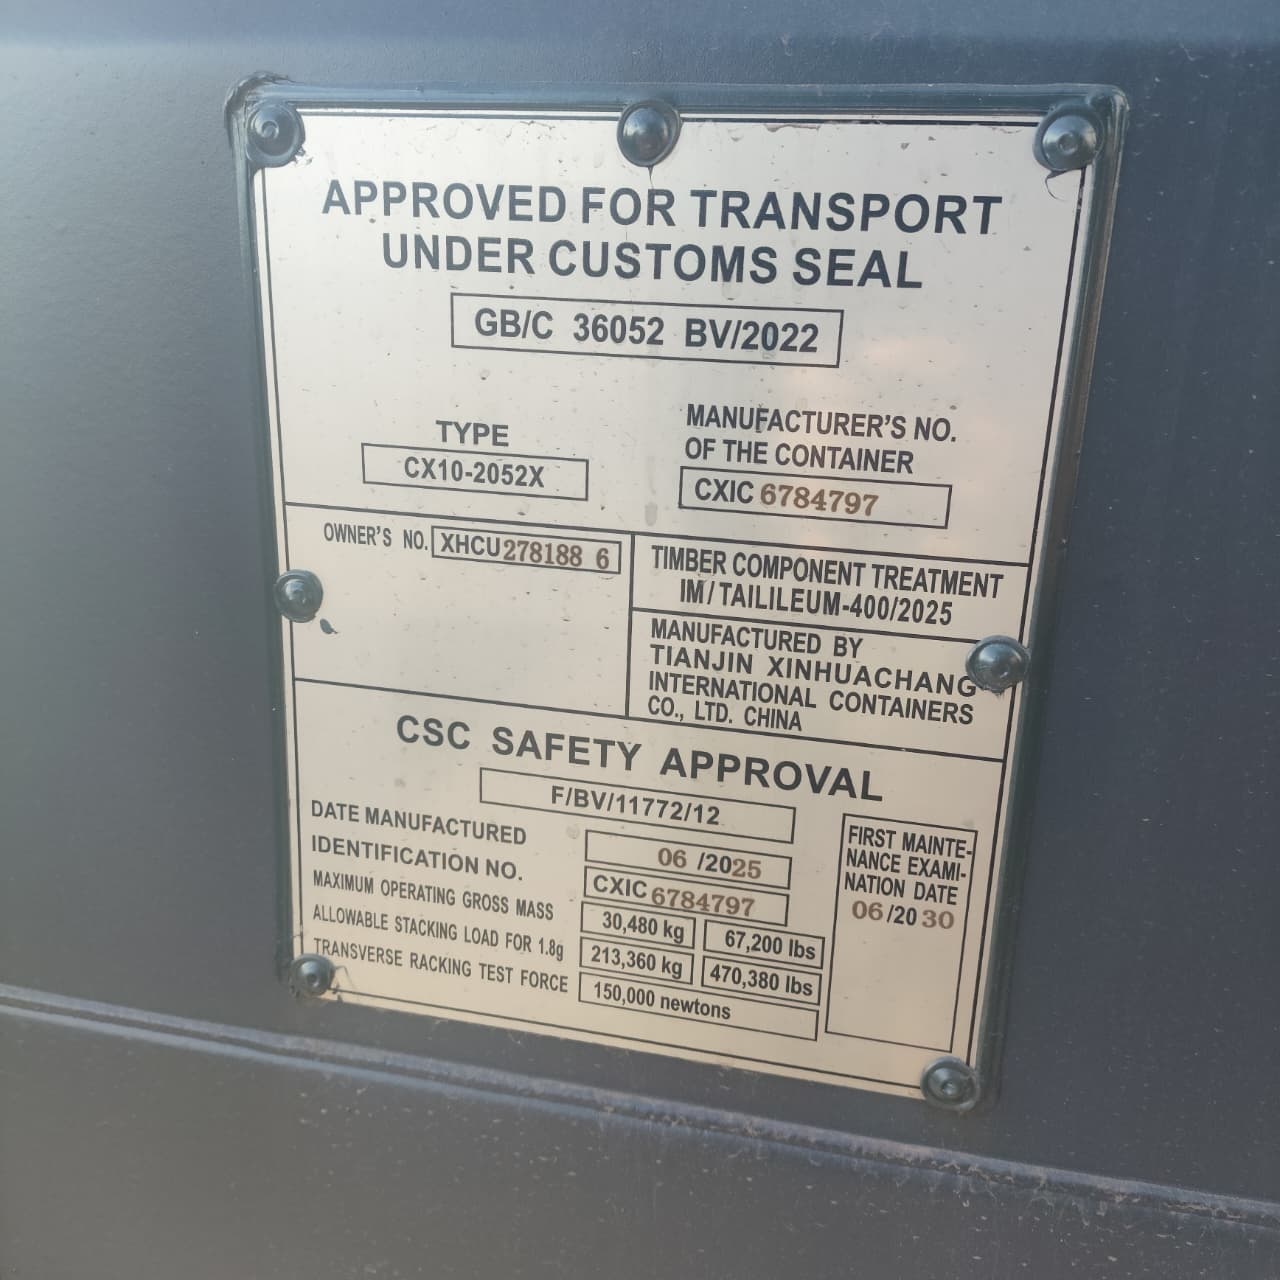 APPROVED FOR TRANSPORT
UNDER CUSTOMS SEAL
GB/C 36052 BV/2022
TYPE
CX10-2052X
MANUFACTURER'S NO.
OF THE CONTAINER
CXIC 6784797
OWNER'S NO. XHCU 278188 6
TIMBER COMPONENT TREATMENT
IM/TAILILEUM-400/2025
MANUFACTURED BY
TIANJIN XINHUACHANG
INTERNATIONAL CONTAINERS
CO., LTD. CHINA
CSC SAFETY APPROVAL
F/BV/11772/12
DATE MANUFACTURED 06 /2025
IDENTIFICATION NO. CXIC 6784797
MAXIMUM OPERATING GROSS MASS 30,480 kg 67,200 lbs
ALLOWABLE STACKING LOAD FOR 1.8g 213,360 kg 470,380 lbs
TRANSVERSE RACKING TEST FORCE 150,000 newtons
FIRST MAINTE-
NANCE EXAMI-
NATION DATE
06/20 30